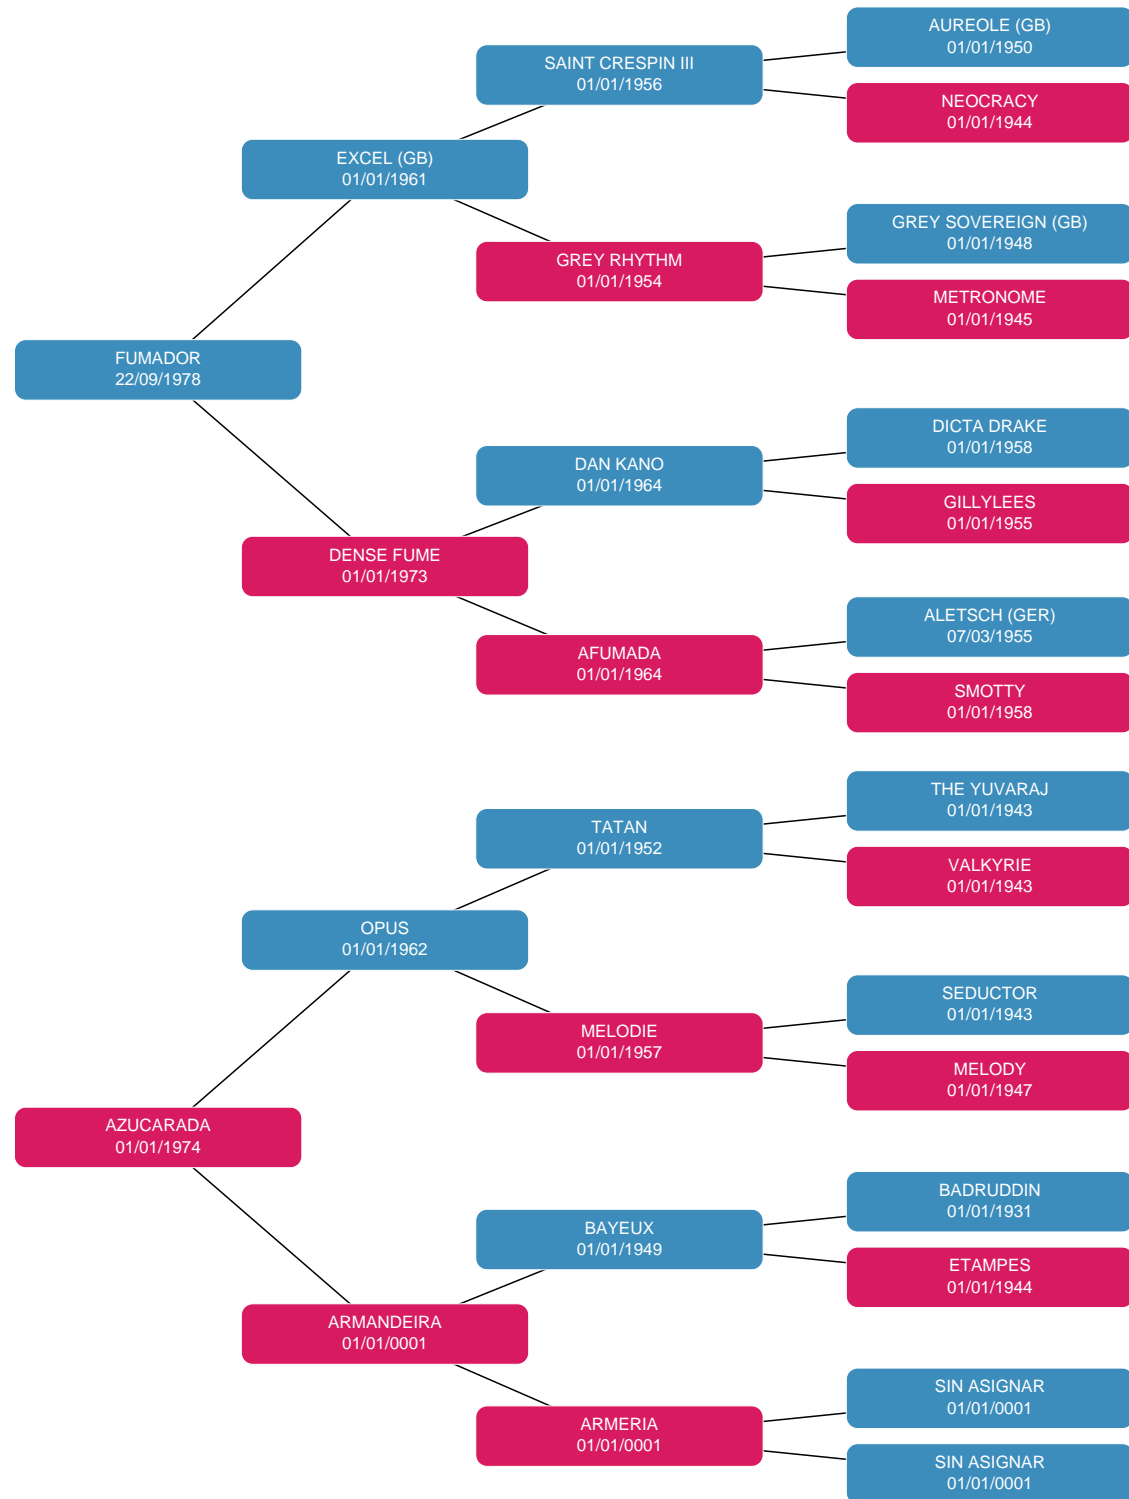 AUREOLE (GB)
01/01/1950
SAINT CRESPIN III
01/01/1956
NEOCRACY
01/01/1944
EXCEL (GB)
01/01/1961
GREY SOVEREIGN (GB)
01/01/1948
GREY RHYTHM
01/01/1954
METRONOME
01/01/1945
FUMADOR
22/09/1978
DICTA DRAKE
01/01/1958
DAN KANO
01/01/1964
GILLYLEES
01/01/1955
DENSE FUME
01/01/1973
ALETSCH (GER)
07/03/1955
AFUMADA
01/01/1964
SMOTTY
01/01/1958
THE YUVARAJ
01/01/1943
TATAN
01/01/1952
VALKYRIE
01/01/1943
OPUS
01/01/1962
SEDUCTOR
01/01/1943
MELODIE
01/01/1957
MELODY
01/01/1947
AZUCARADA
01/01/1974
BADRUDDIN
01/01/1931
BAYEUX
01/01/1949
ETAMPES
01/01/1944
ARMANDEIRA
01/01/0001
SIN ASIGNAR
01/01/0001
ARMERIA
01/01/0001
SIN ASIGNAR
01/01/0001